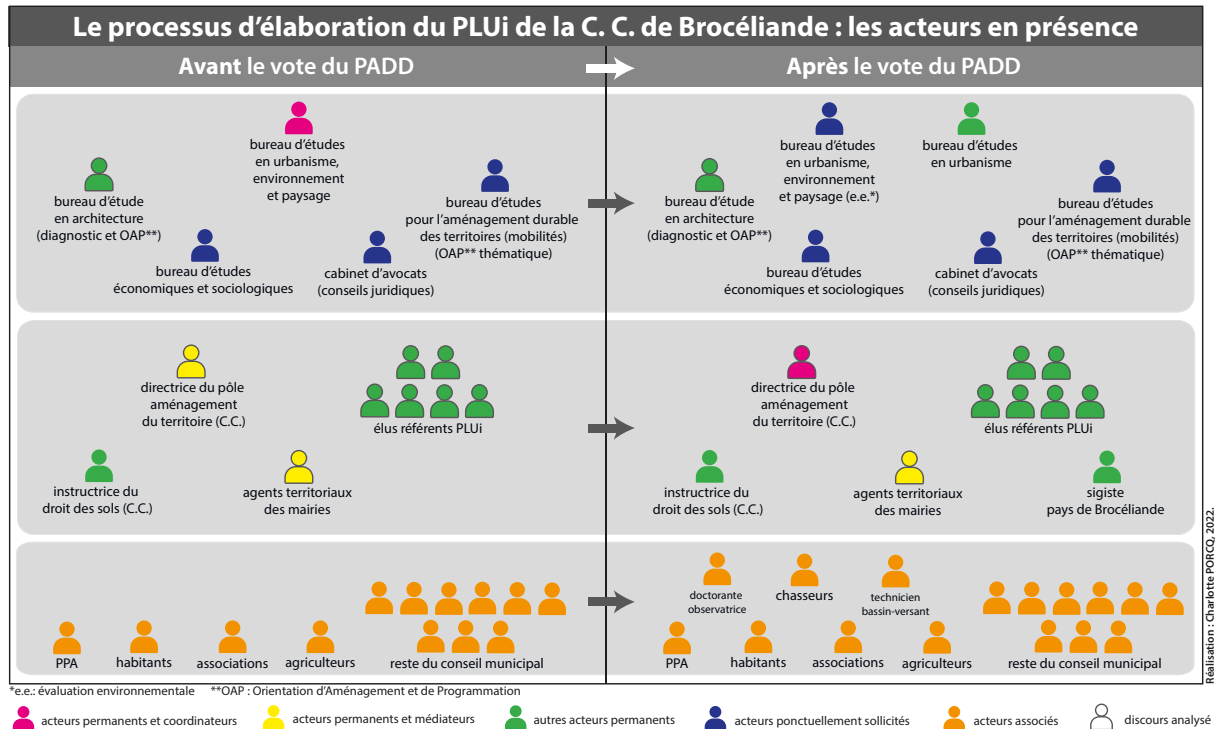 Le processus d'élaboration du PLUi de la C. C. de Brocéliande : les acteurs en présence
Avant le vote du PADD
Après le vote du PADD
bureau d'études
en urbanisme,
environnement
et paysage
bureau d'étude
en architecture
(diagnostic et OAP**)
bureau d'études
pour l'aménagement durable
des territoires (mobilités)
(OAP** thématique)
bureau d'études
économiques et sociologiques
cabinet d'avocats
(conseils juridiques)
bureau d'études
en urbanisme,
environnement
et paysage (e.e.*)
bureau d'études
en urbanisme
bureau d'étude
en architecture
(diagnostic et OAP**)
bureau d'études
pour l'aménagement durable
des territoires (mobilités)
(OAP** thématique)
bureau d'études
économiques et sociologiques
cabinet d'avocats
(conseils juridiques)
directrice du pôle
aménagement
du territoire (C.C.)
élus référents PLUi
instructrice du
droit des sols (C.C.)
agents territoriaux
des mairies
directrice du pôle
aménagement
du territoire (C.C.)
élus référents PLUi
instructrice du
droit des sols (C.C.)
agents territoriaux
des mairies
sigiste
pays de Brocéliande
PPA
habitants
associations
agriculteurs
reste du conseil municipal
doctorante
observatrice
chasseurs
technicien
bassin-versant
PPA
habitants
associations
agriculteurs
reste du conseil municipal
Réalisation : Charlotte PORCQ, 2022.
*e.e.: évaluation environnementale **OAP : Orientation d'Aménagement et de Programmation
acteurs permanents et coordinateurs
acteurs permanents et médiateurs
autres acteurs permanents
acteurs ponctuellement sollicités
acteurs associés
discours analysé